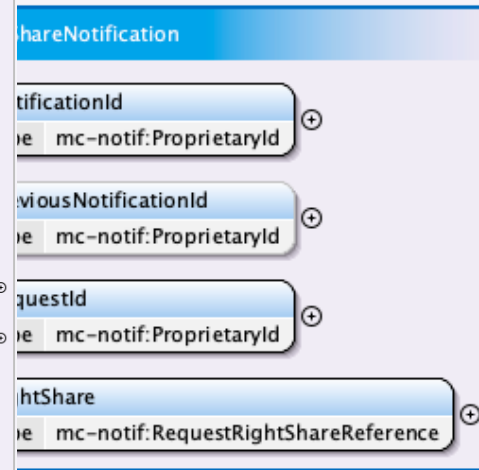 hareNotification
tificationId
pe mc-notif:ProprietaryId
eviousNotificationId
pe mc-notif:ProprietaryId
questId
pe mc-notif:ProprietaryId
htShare
pe mc-notif:RequestRightShareReference